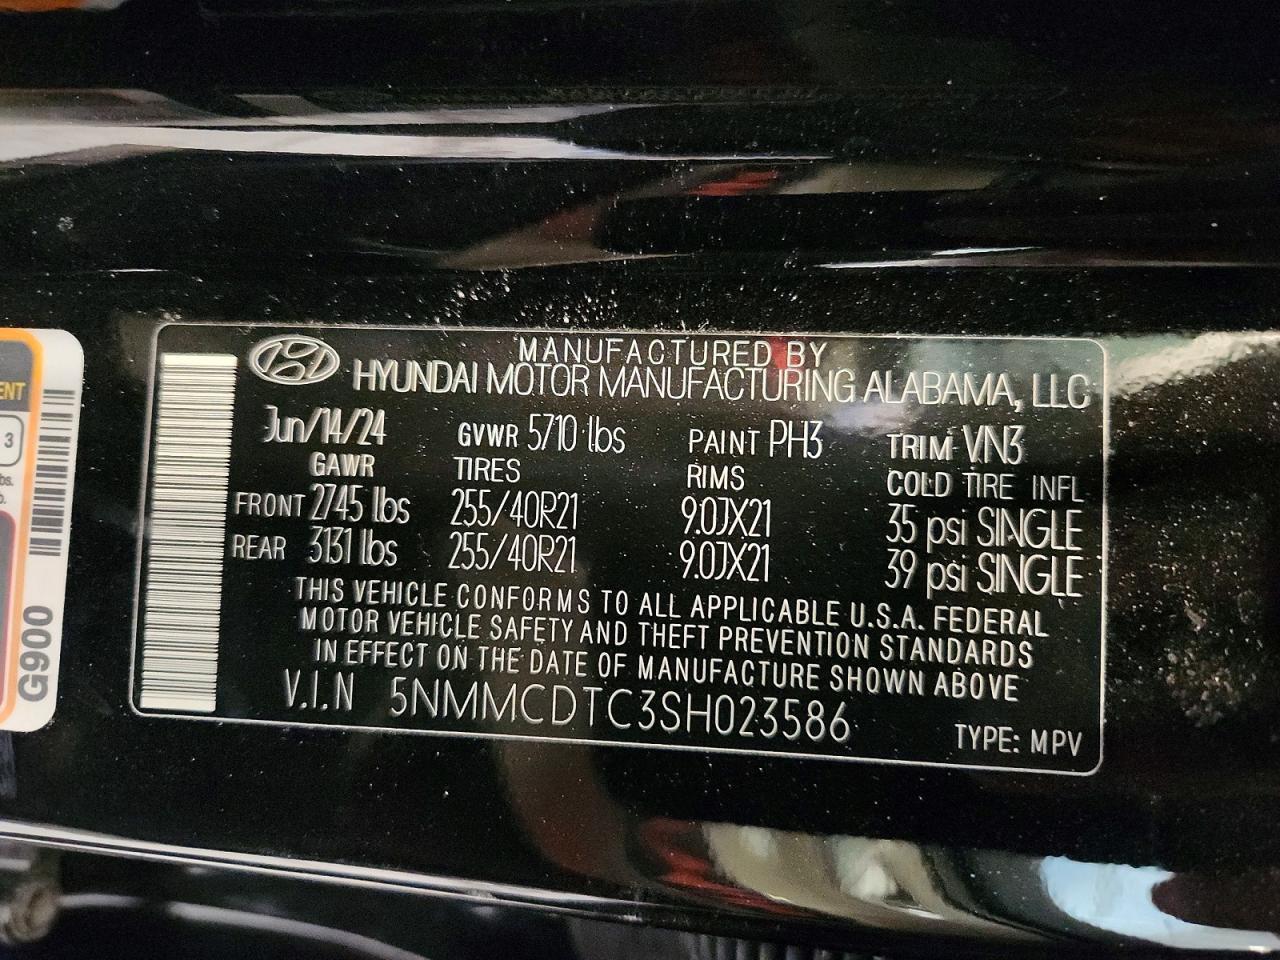 MANUFACTURED BY
HYUNDAI MOTOR MANUFACTURING ALABAMA, LLC
Jun/14/24 GVWR 5710 lbs PAINT PH3 TRIM VN3
GAWR TIRES RIMS COLD TIRE INFL
FRONT 2745 lbs 255/40R21 9.0JX21 35 psi SINGLE
REAR 3131 lbs 255/40R21 9.0JX21 39 psi SINGLE
THIS VEHICLE CONFORMS TO ALL APPLICABLE U.S.A. FEDERAL
MOTOR VEHICLE SAFETY AND THEFT PREVENTION STANDARDS
IN EFFECT ON THE DATE OF MANUFACTURE SHOWN ABOVE
V.I.N 5NMMCDTC3SH023586
TYPE: MPV
3
G900